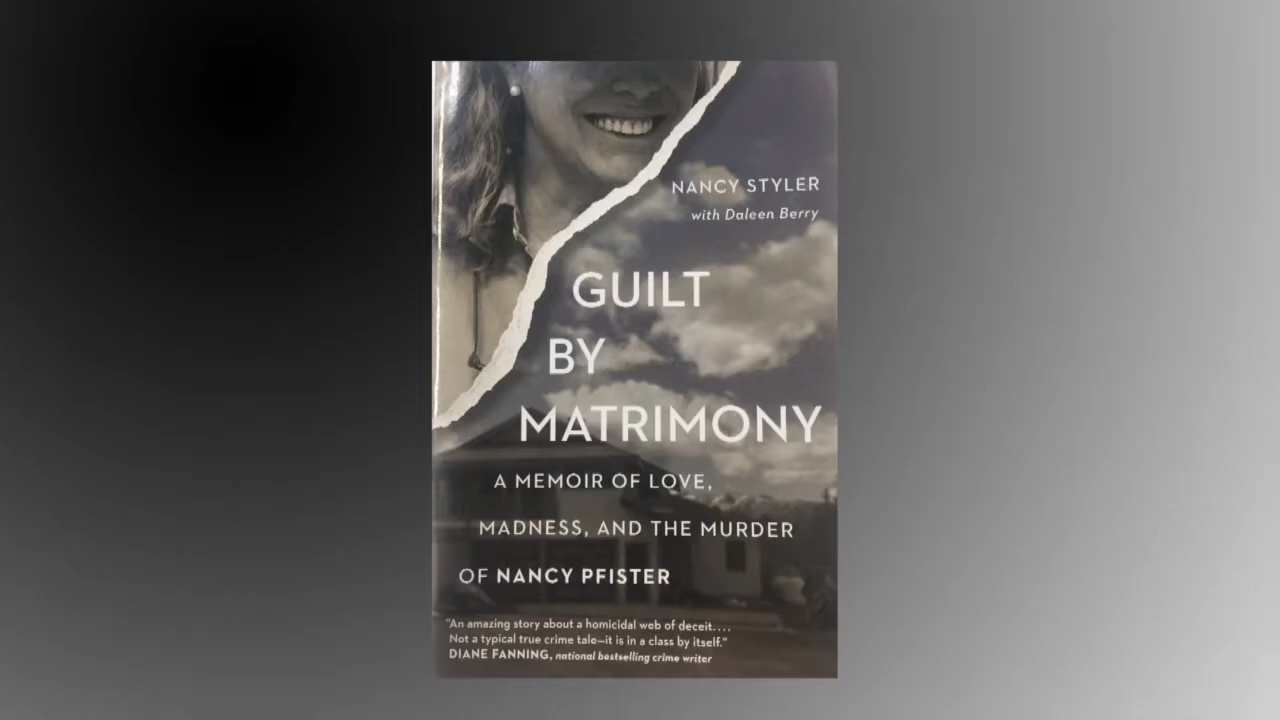 NANCY STYLER
with Daleen Berry
GUILT
BY
MATRIMONY
A MEMOIR OF LOVE,
MADNESS, AND THE MURDER
OF NANCY PFISTER
"An amazing story about a homicidal web of deceit....
Not a typical true crime tale—it is in a class by itself."
DIANE FANNING, national bestselling crime writer